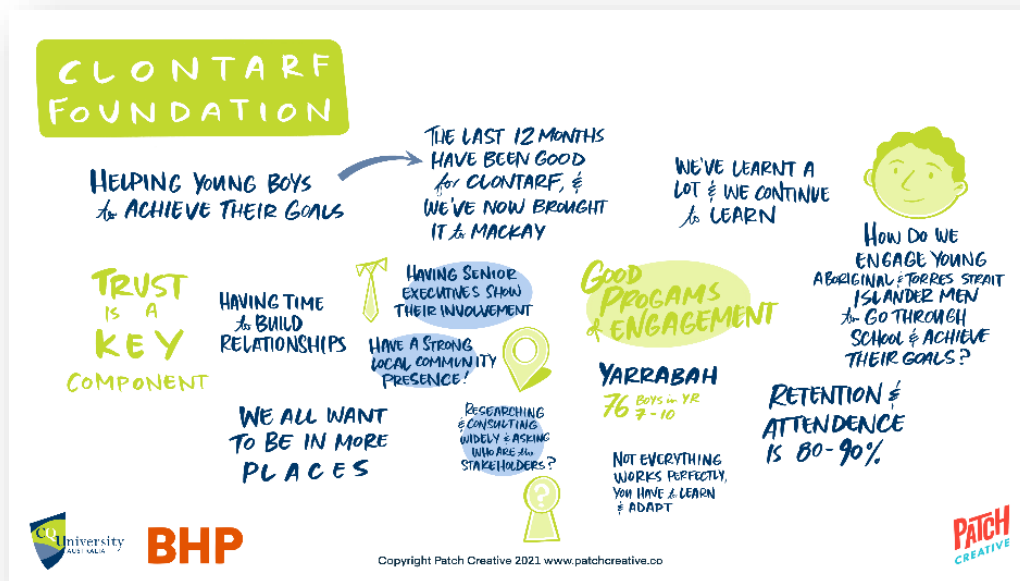 CLONTARF
FOUNDATION
HELPING YOUNG BOYS
to ACHIEVE THEIR GOALS
THE LAST 12 MONTHS
HAVE BEEN GOOD
for CLONTARF, &
WE'VE NOW BROUGHT
IT to MACKAY
WE'VE LEARNT A
LOT & WE CONTINUE
to LEARN
HOW DO WE
ENGAGE YOUNG
ABORIGINAL & TORRES STRAIT
ISLANDER MEN
to GO THROUGH
SCHOOL & ACHIEVE
THEIR GOALS?
TRUST
IS A
KEY
COMPONENT
HAVING TIME
to BUILD
RELATIONSHIPS
HAVING SENIOR
EXECUTIVES SHOW
THEIR INVOLVEMENT
HAVE A STRONG
LOCAL COMMUNITY
PRESENCE!
GOOD
PROGAMS
of ENGAGEMENT
YARRABAH
76 BOYS in YR
7-10
RETENTION &
ATTENDENCE
IS 80-90%
WE ALL WANT
TO BE IN MORE
PLACES
RESEARCHING
& CONSULTING
WIDELY & ASKING
WHO ARE the
STAKEHOLDERS?
NOT EVERYTHING
WORKS PERFECTLY,
YOU HAVE to LEARN
& ADAPT
?
CQUniversity
AUSTRALIA
BHP
Copyright Patch Creative 2021 www.patchcreative.co
PATCH
CREATIVE